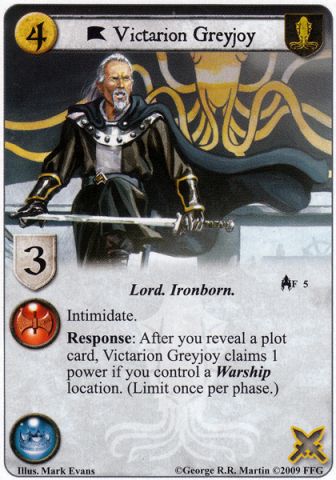 4
Victarion Greyjoy
3
Lord. Ironborn.
F 5
Intimidate.
Response: After you reveal a plot
card, Victarion Greyjoy claims 1
power if you control a Warship
location. (Limit once per phase.)
Illus. Mark Evans
©George R.R. Martin ©2009 FFG